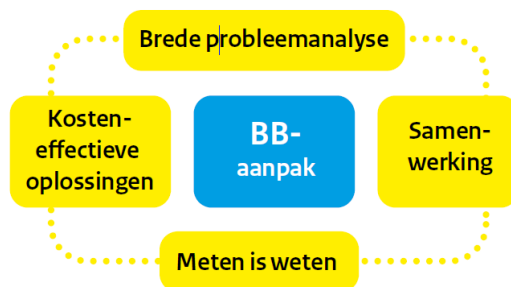 Brede probleemanalyse
Kosten-
effectieve
oplossingen
BB-
aanpak
Samen-
werking
Meten is weten